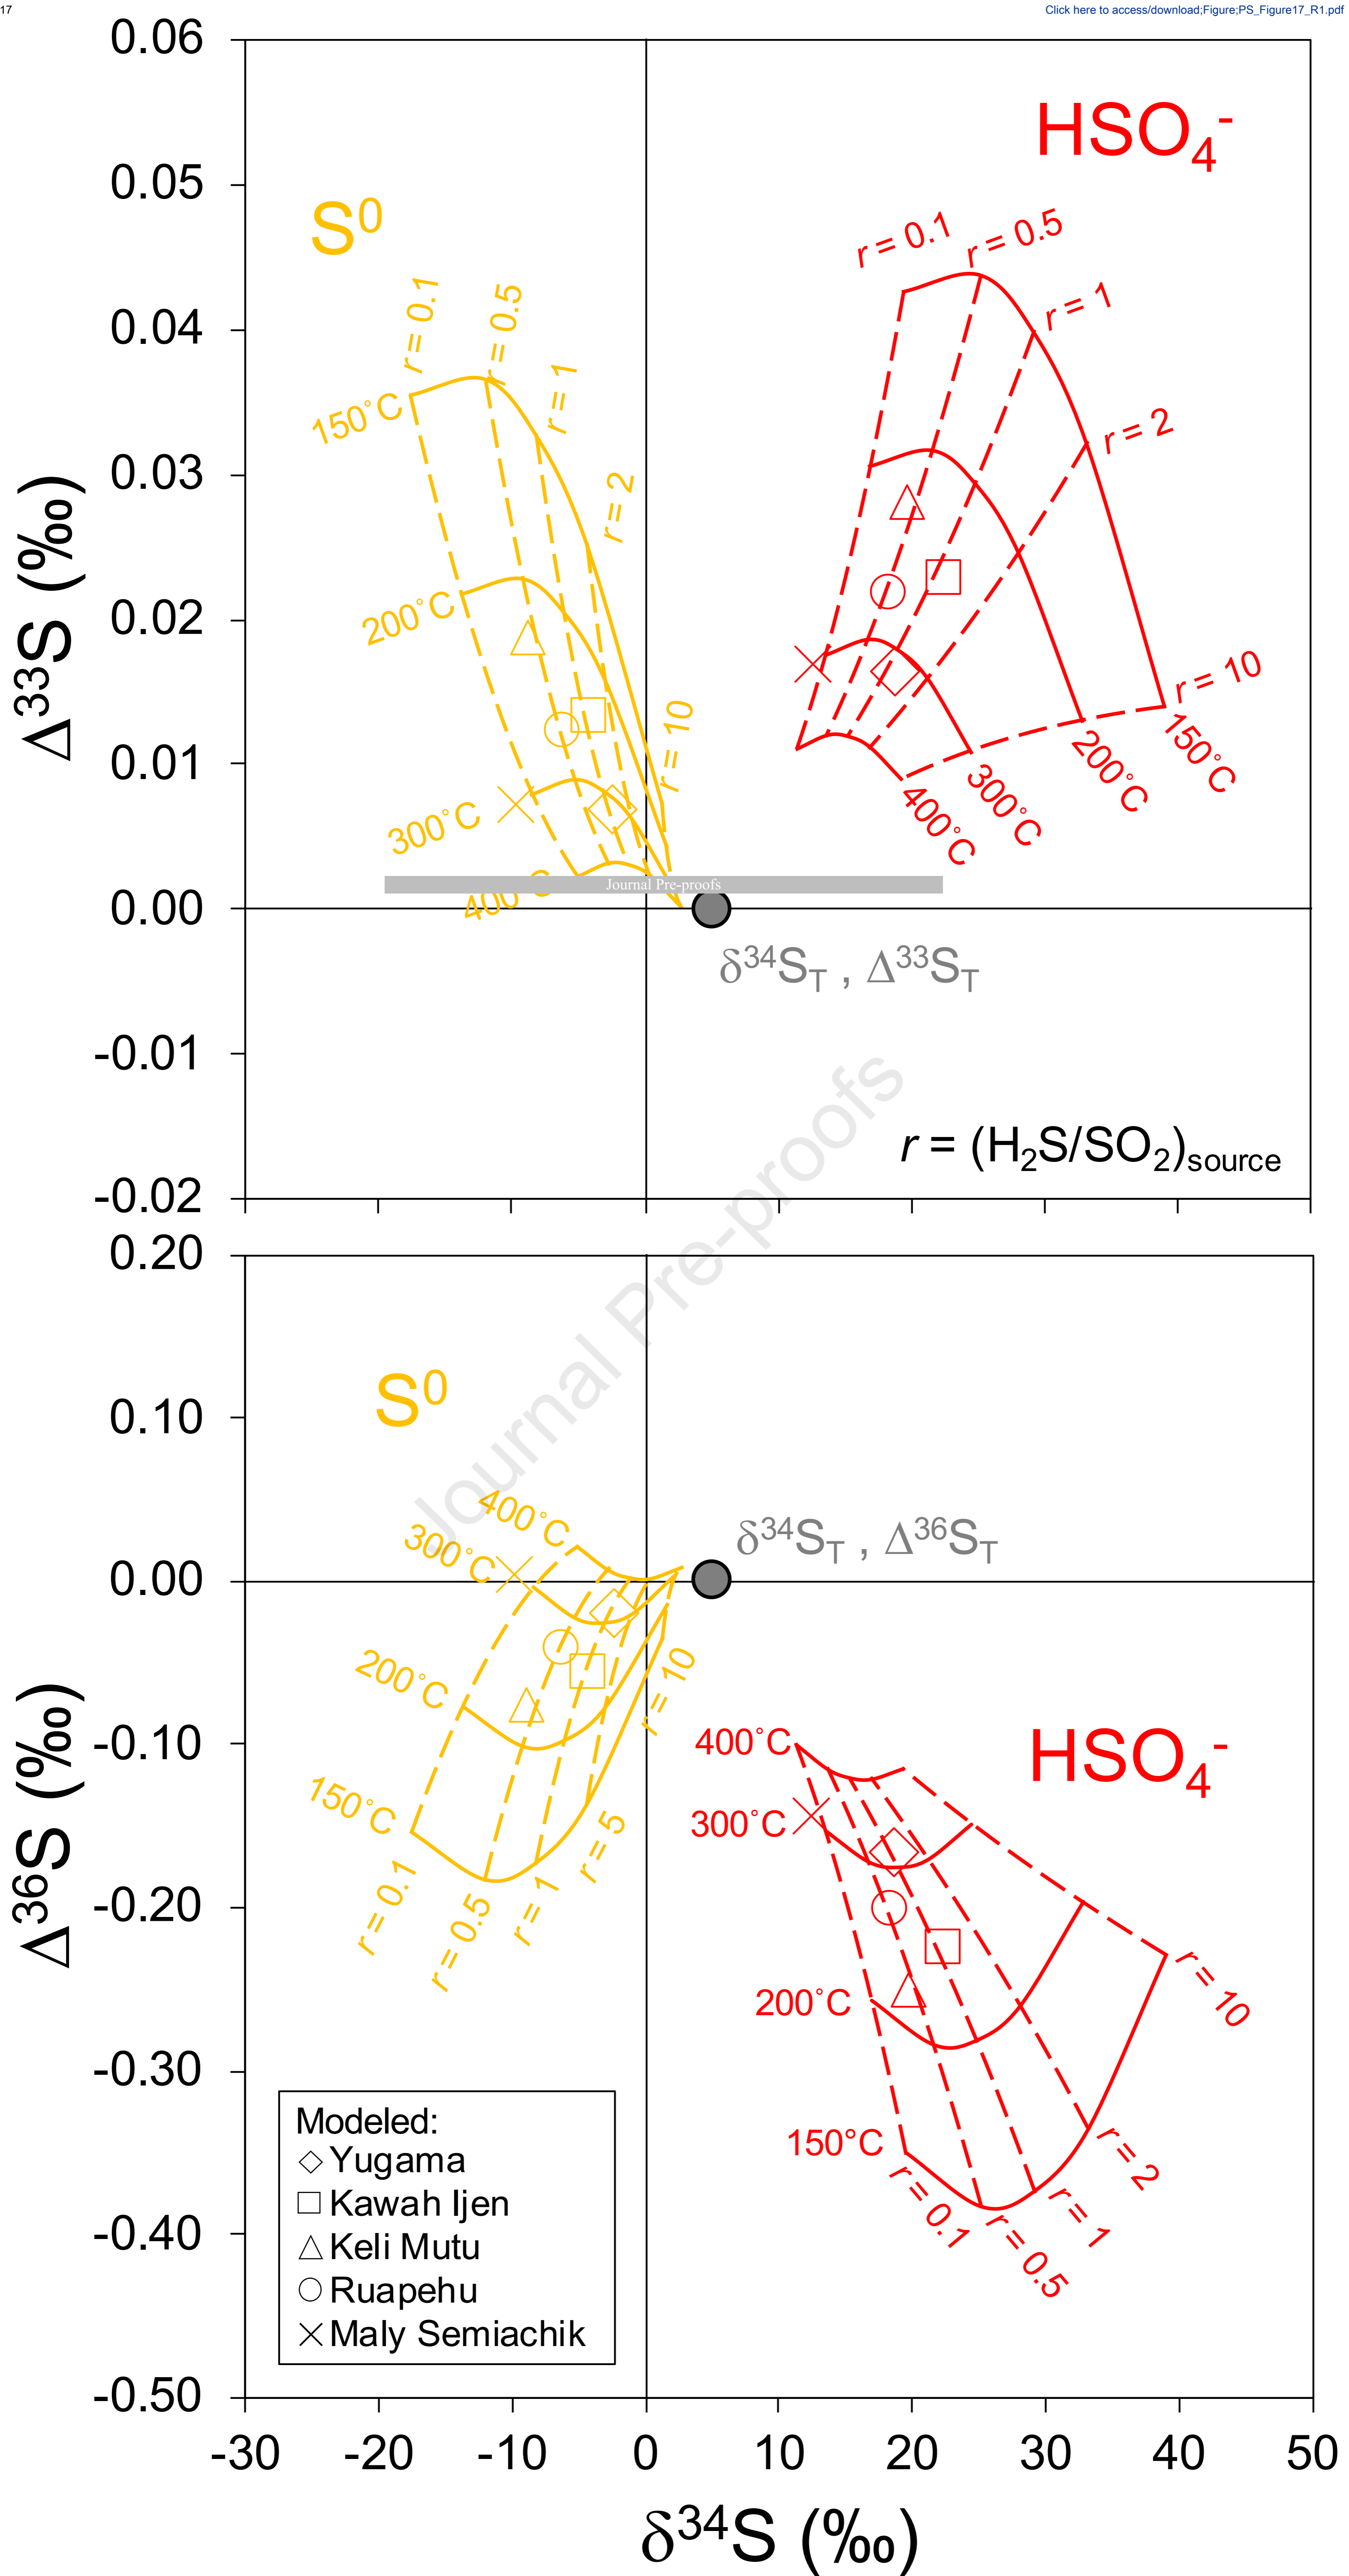 17
Click here to access/download;Figure;PS_Figure17_R1.pdf
0.06
0.05
0.04
0.03
0.02
0.01
0.00
-0.01
-0.02
Δ33S (‰)
S0
HSO4-
r = 0.1
r = 0.5
r = 1
r = 2
r = 10
150°C
200°C
300°C
400°C
r = 0.1
r = 0.5
r = 1
r = 2
r = 10
150°C
200°C
300°C
400°C
Journal Pre-proofs
δ34ST , Δ33ST
r = (H2S/SO2)source
Journal Pre-proofs
0.20
0.10
0.00
-0.10
-0.20
-0.30
-0.40
-0.50
Δ36S (‰)
S0
400°C
300°C
200°C
150°C
r = 0.1
r = 0.5
r = 1
r = 5
r = 10
δ34ST , Δ36ST
HSO4-
400°C
300°C
200°C
150°C
r = 0.1
r = 0.5
r = 1
r = 2
r = 10
Modeled:
Yugama
Kawah Ijen
Keli Mutu
Ruapehu
Maly Semiachik
-30 -20 -10 0 10 20 30 40 50
δ34S (‰)